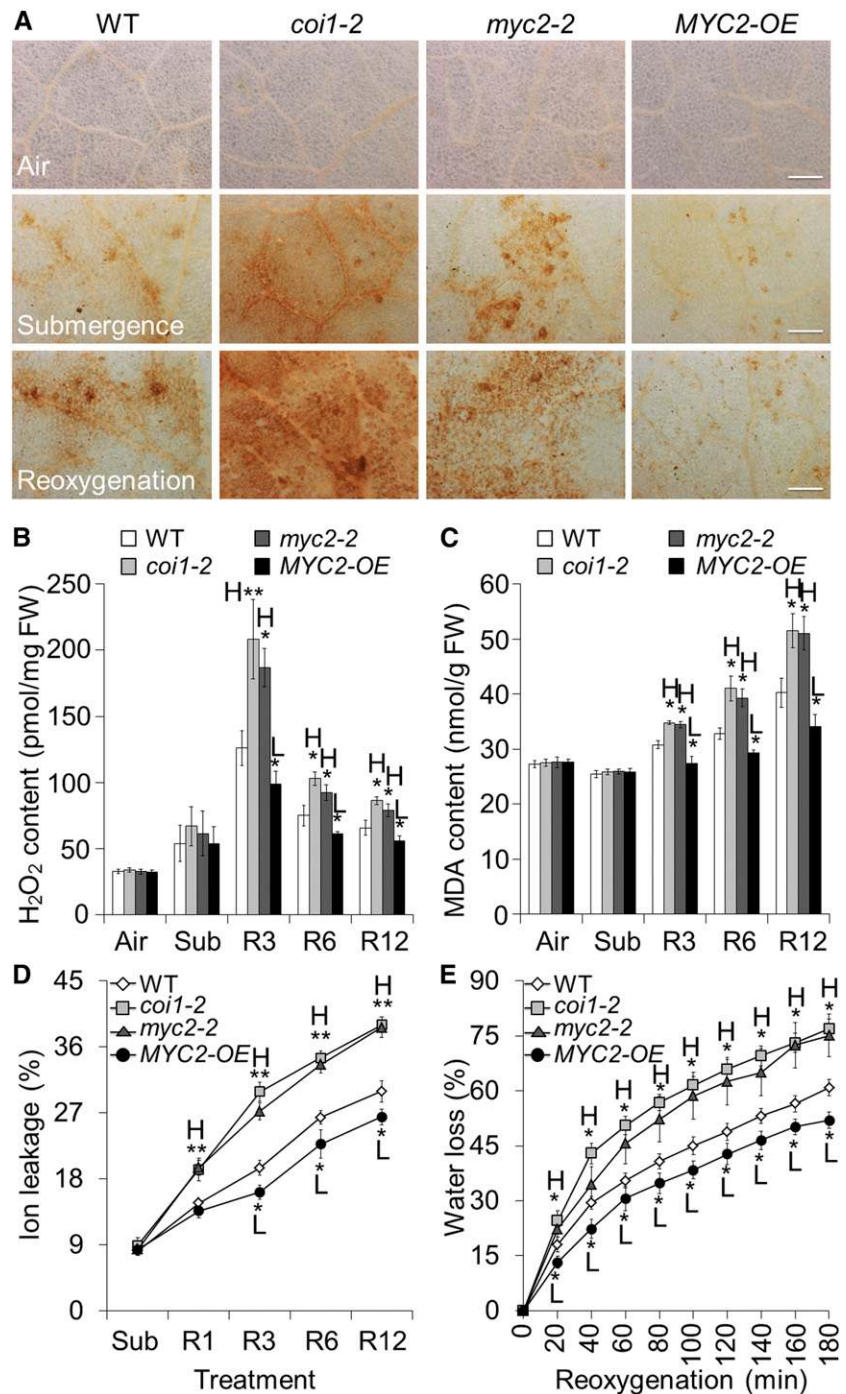 A
WT coi1-2 myc2-2 MYC2-OE
Air
Submergence
Reoxygenation
B
WT myc2-2
coi1-2 MYC2-OE
H₂O₂ content (pmol/mg FW)
250
200
150
100
50
0
H**
H
*
L
*
H
*
H
*
L
*
H
*
H
*
L
*
Air Sub R3 R6 R12
C
WT myc2-2
coi1-2 MYC2-OE
MDA content (nmol/g FW)
60
50
40
30
20
10
0
H
*
H
*
L
*
H
*
H
*
L
*
H
*
H
*
L
*
Air Sub R3 R6 R12
D
WT
coi1-2
myc2-2
MYC2-OE
Ion leakage (%)
45
36
27
18
9
0
H H H H
** ** ** **
* * *
L L L
Sub R1 R3 R6 R12
Treatment
E
WT
coi1-2
myc2-2
MYC2-OE
Water loss (%)
90
75
60
45
30
15
0
H H H H H H H H H
* * * * * * * * *
* * * * * * * * *
L L L L L L L L L
0 20 40 60 80 100 120 140 160 180
Reoxygenation (min)